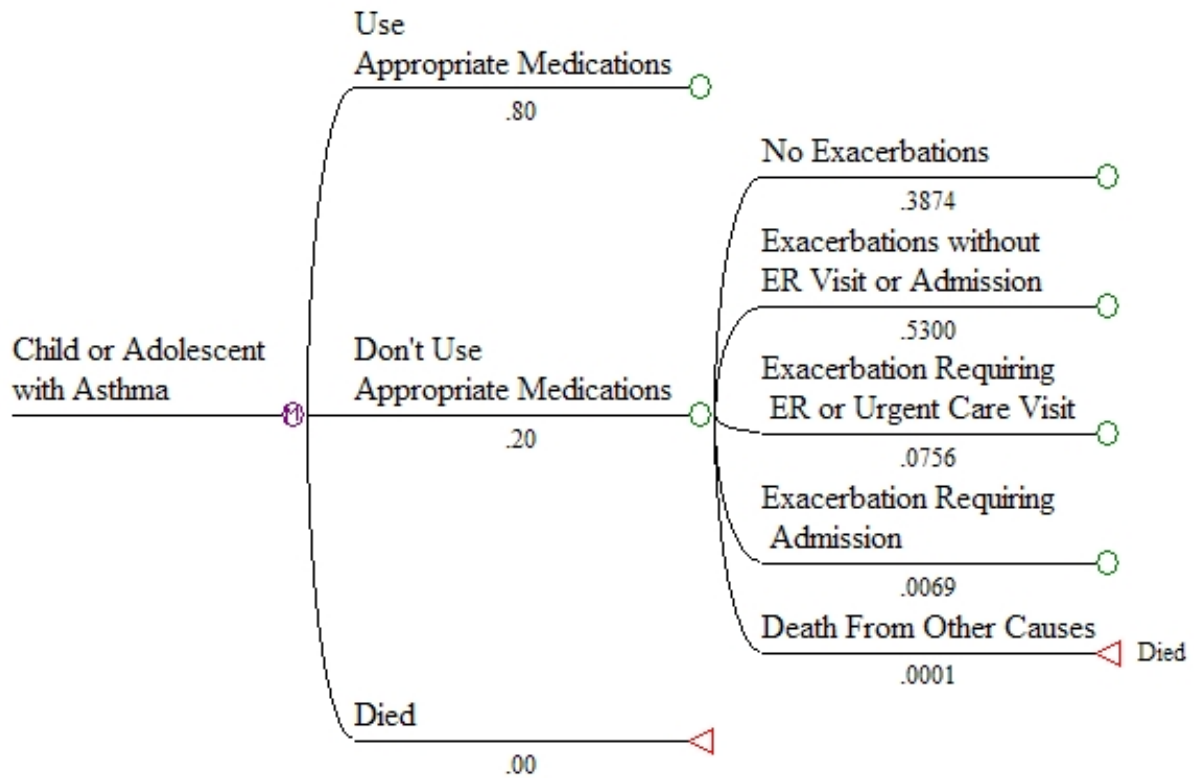 Use
Appropriate Medications
.80
No Exacerbations
.3874
Exacerbations without
ER Visit or Admission
.5300
Child or Adolescent
with Asthma
M
Don't Use
Appropriate Medications
.20
Exacerbation Requiring
ER or Urgent Care Visit
.0756
Exacerbation Requiring
Admission
.0069
Death From Other Causes
.0001
Died
Died
.00